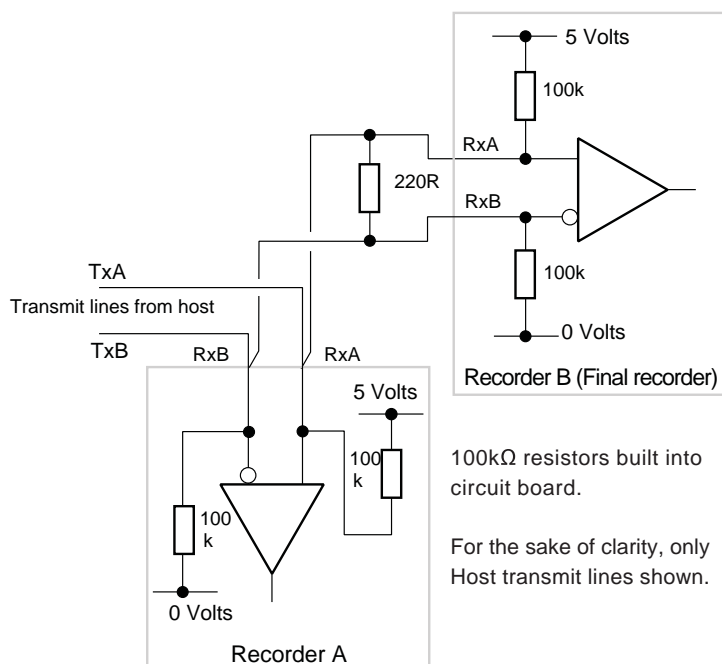 5 Volts
100k
RxA
220R
RxB
100k
TxA
Transmit lines from host
TxB
RxB
RxA
0 Volts
Recorder B (Final recorder)
5 Volts
100
k
100
k
0 Volts
Recorder A
100kΩ resistors built into
circuit board.
For the sake of clarity, only
Host transmit lines shown.